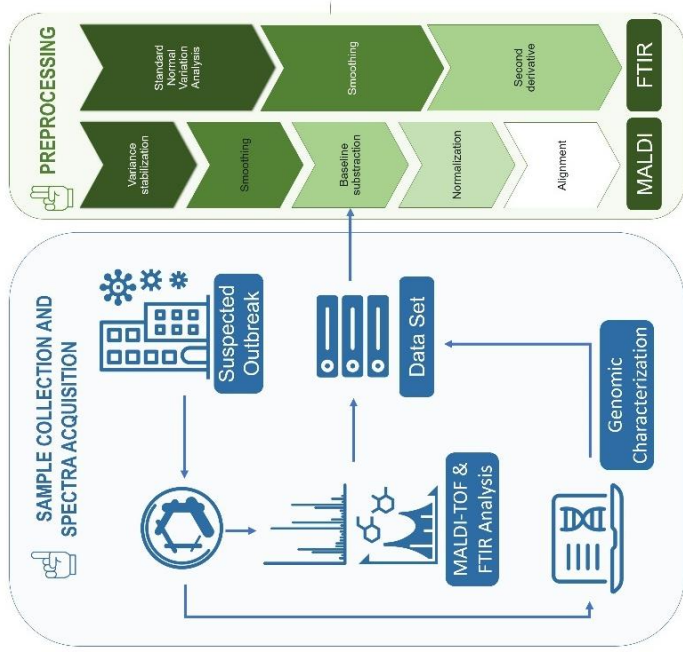 SAMPLE COLLECTION AND
SPECTRA ACQUISITION
Suspected
Outbreak
MALDI-TOF &
FTIR Analysis
Data Set
Genomic
Characterization
PREPROCESSING
Variance
stabilization
Smoothing
Baseline
substraction
Normalization
Alignment
MALDI
Standard
Normal
Variation
Analysis
Smoothing
Second
derivative
FTIR